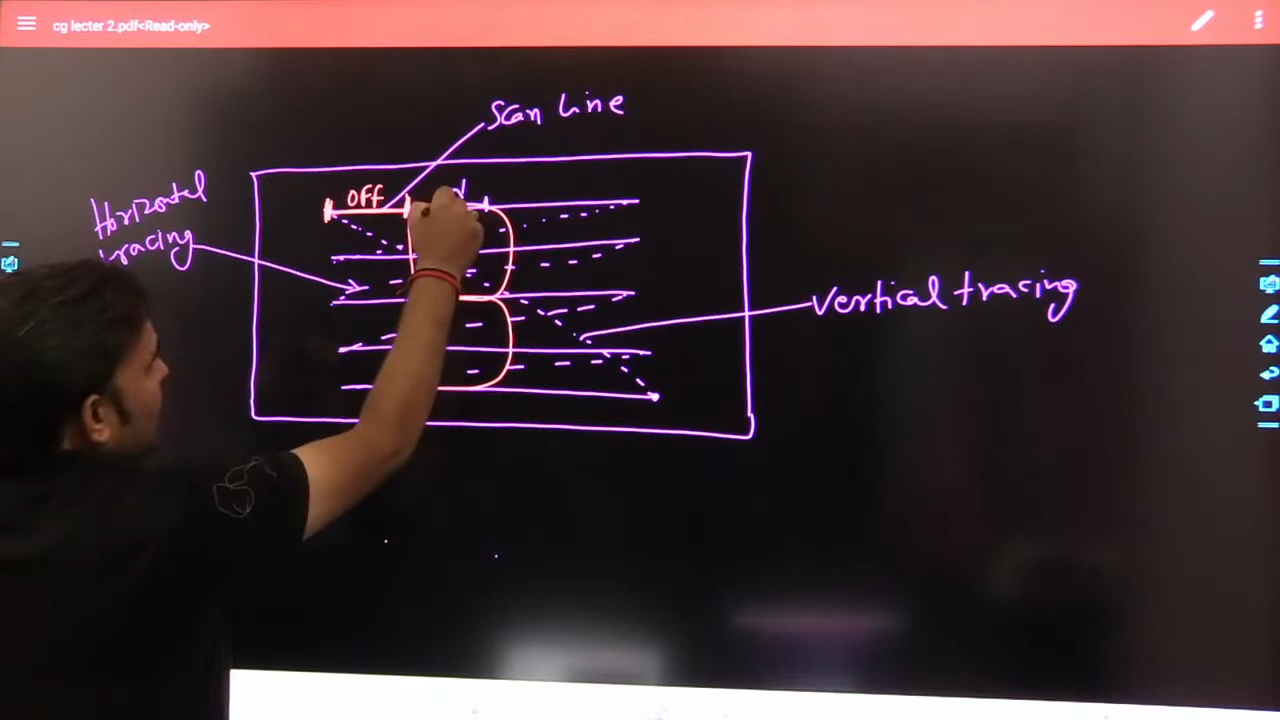 cg lecter 2.pdf<Read-only>
Scan Line
Horizontal
tracing
OFF
Vertical tracing